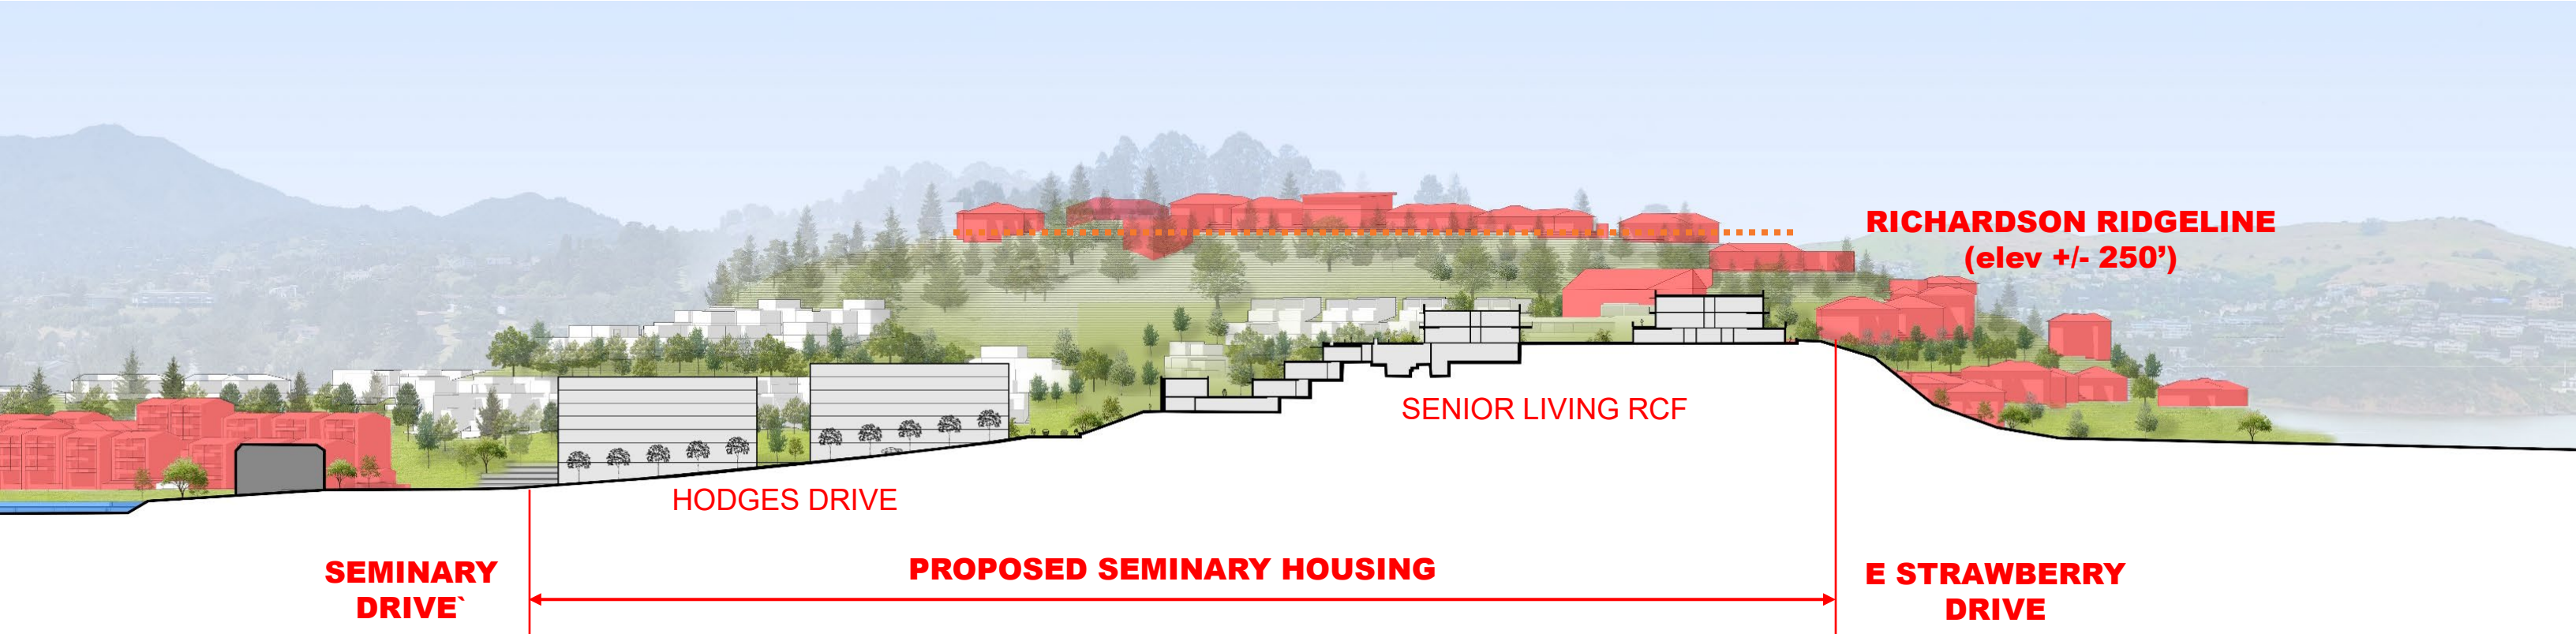 RICHARDSON RIDGELINE
(elev +/- 250’)
SENIOR LIVING RCF
HODGES DRIVE
SEMINARY
DRIVE`
PROPOSED SEMINARY HOUSING
E STRAWBERRY
DRIVE